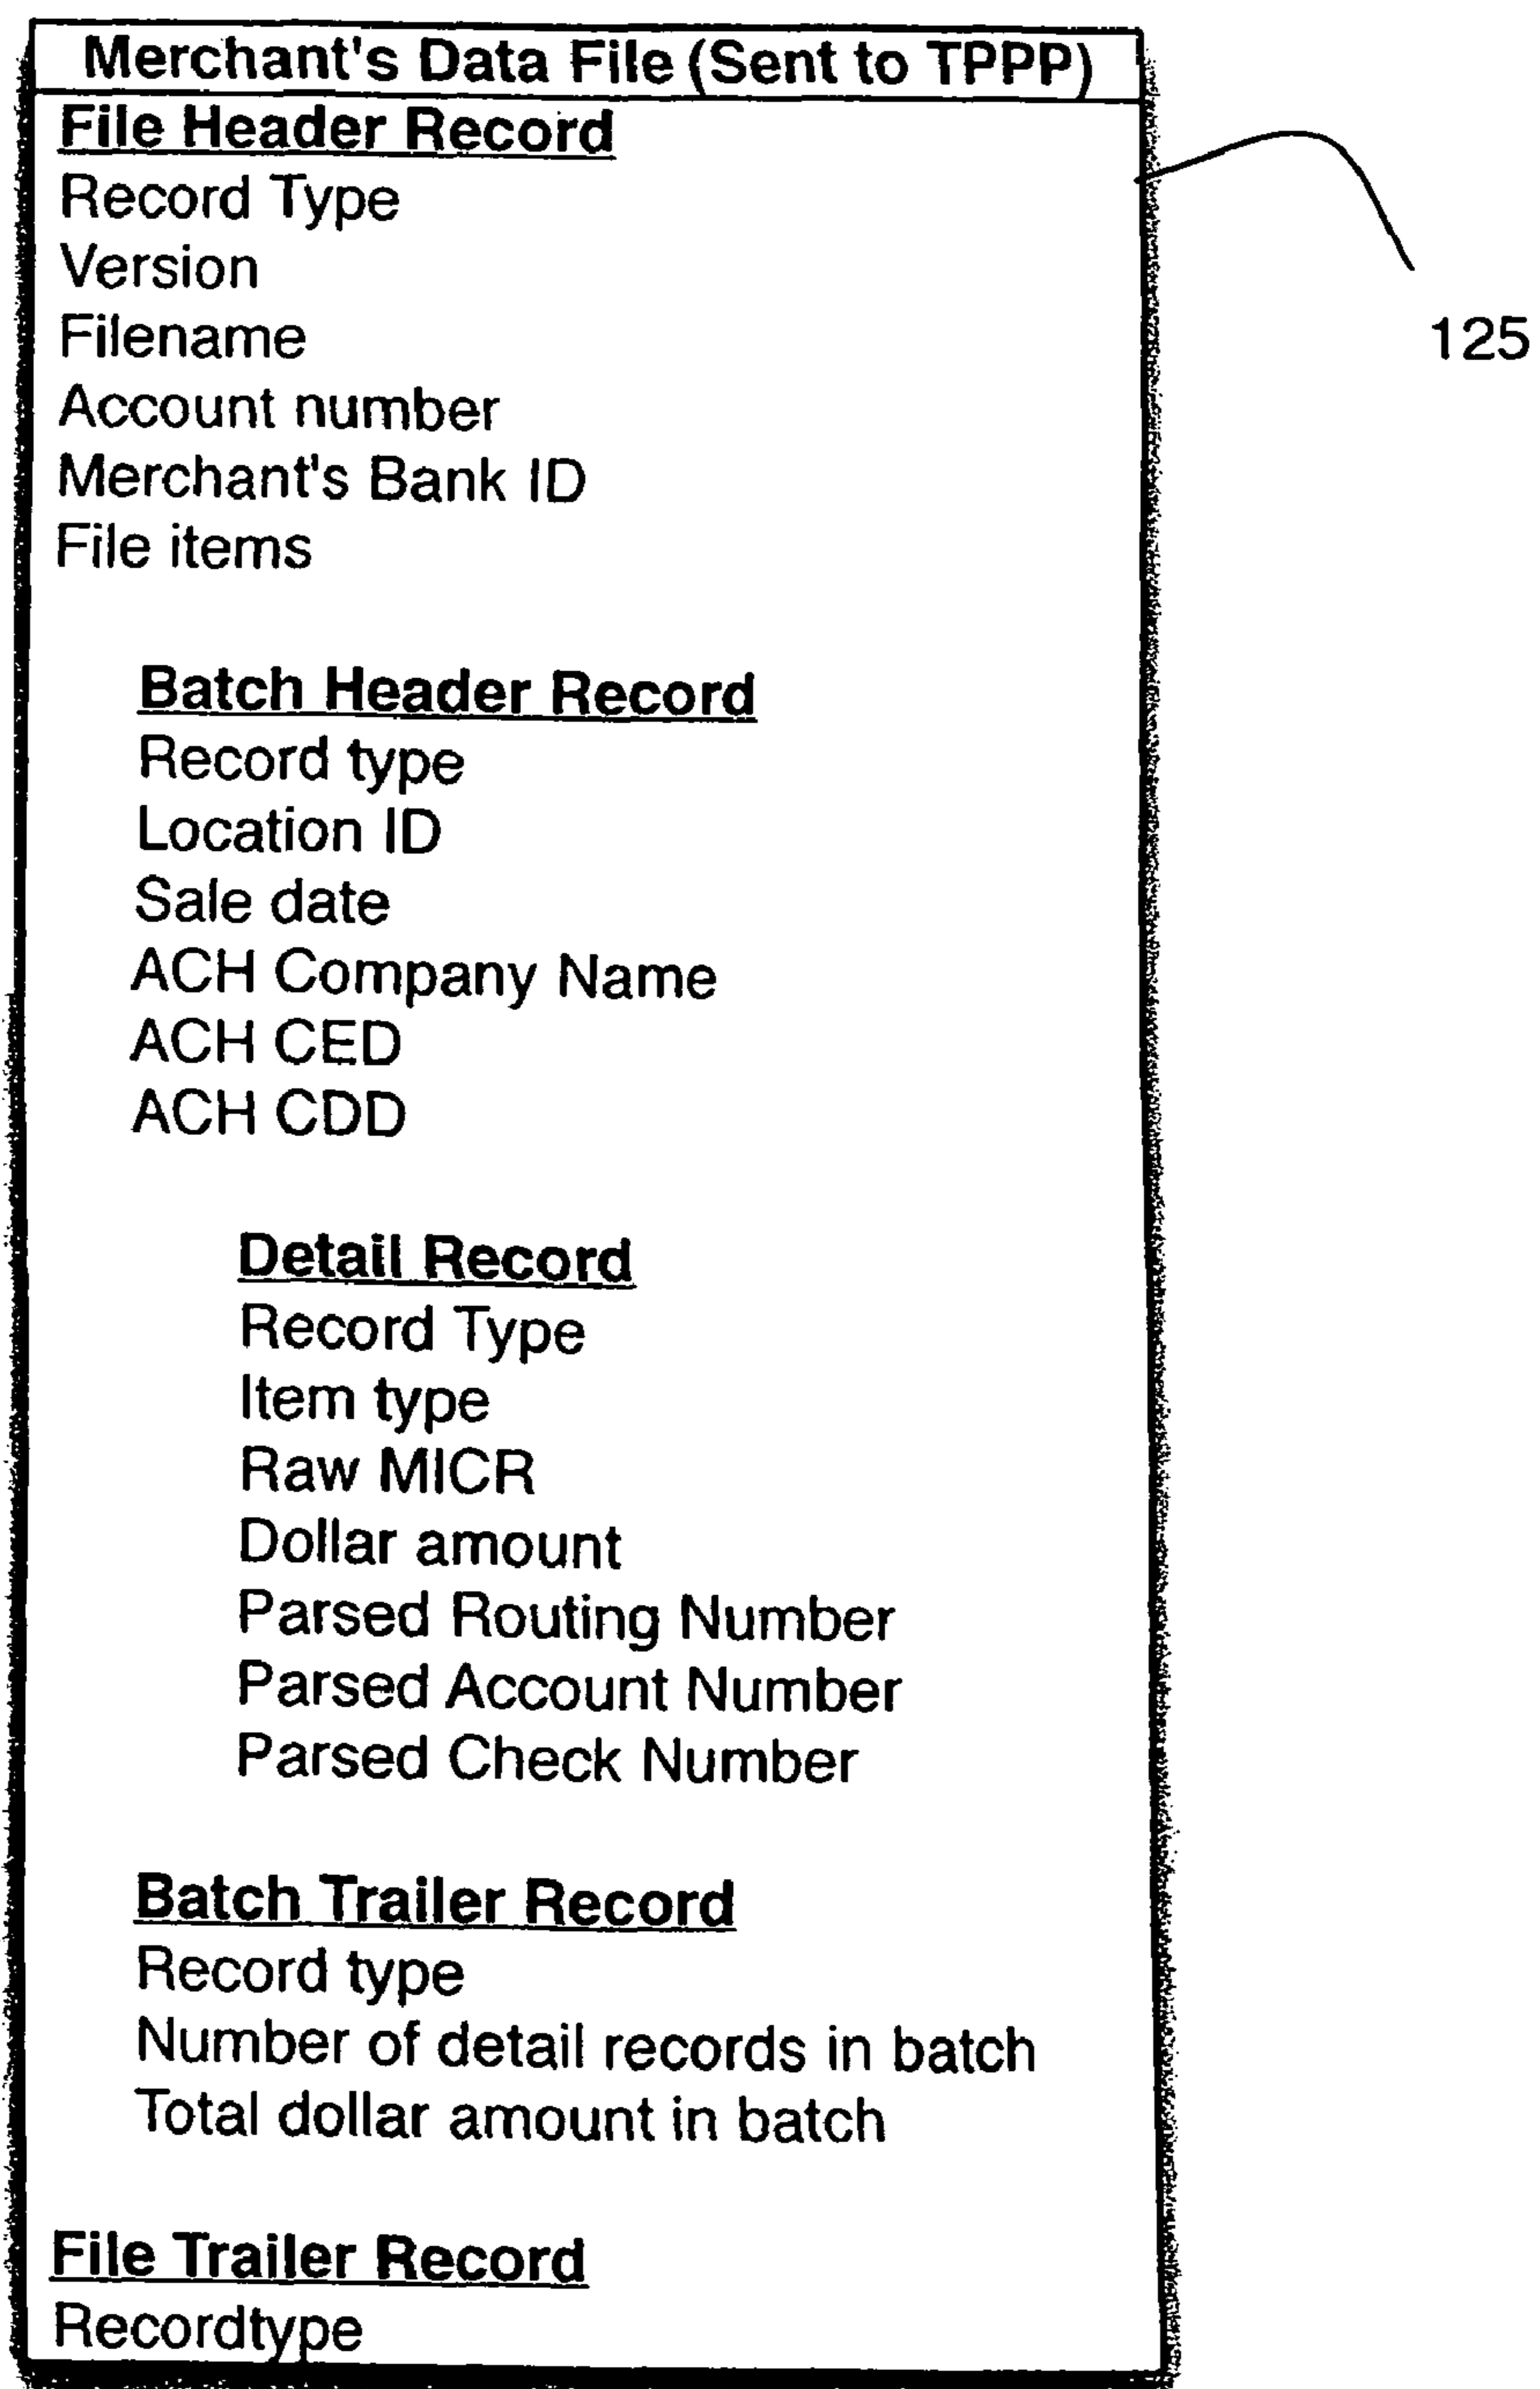 Merchant's Data File (Sent to TPPP)
File Header Record
Record Type
Version
Filename
125
Account number
Merchant's Bank ID
File items
Batch Header Record
Record type
Location ID
Sale date
ACH Company Name
ACH CED
ACH CDD
Detail Record
Record Type
Item type
Raw MICR
Dollar amount
Parsed Routing Number
Parsed Account Number
Parsed Check Number
Batch Trailer Record
Record type
Number of detail records in batch
Total dollar amount in batch
File Trailer Record
Recordtype